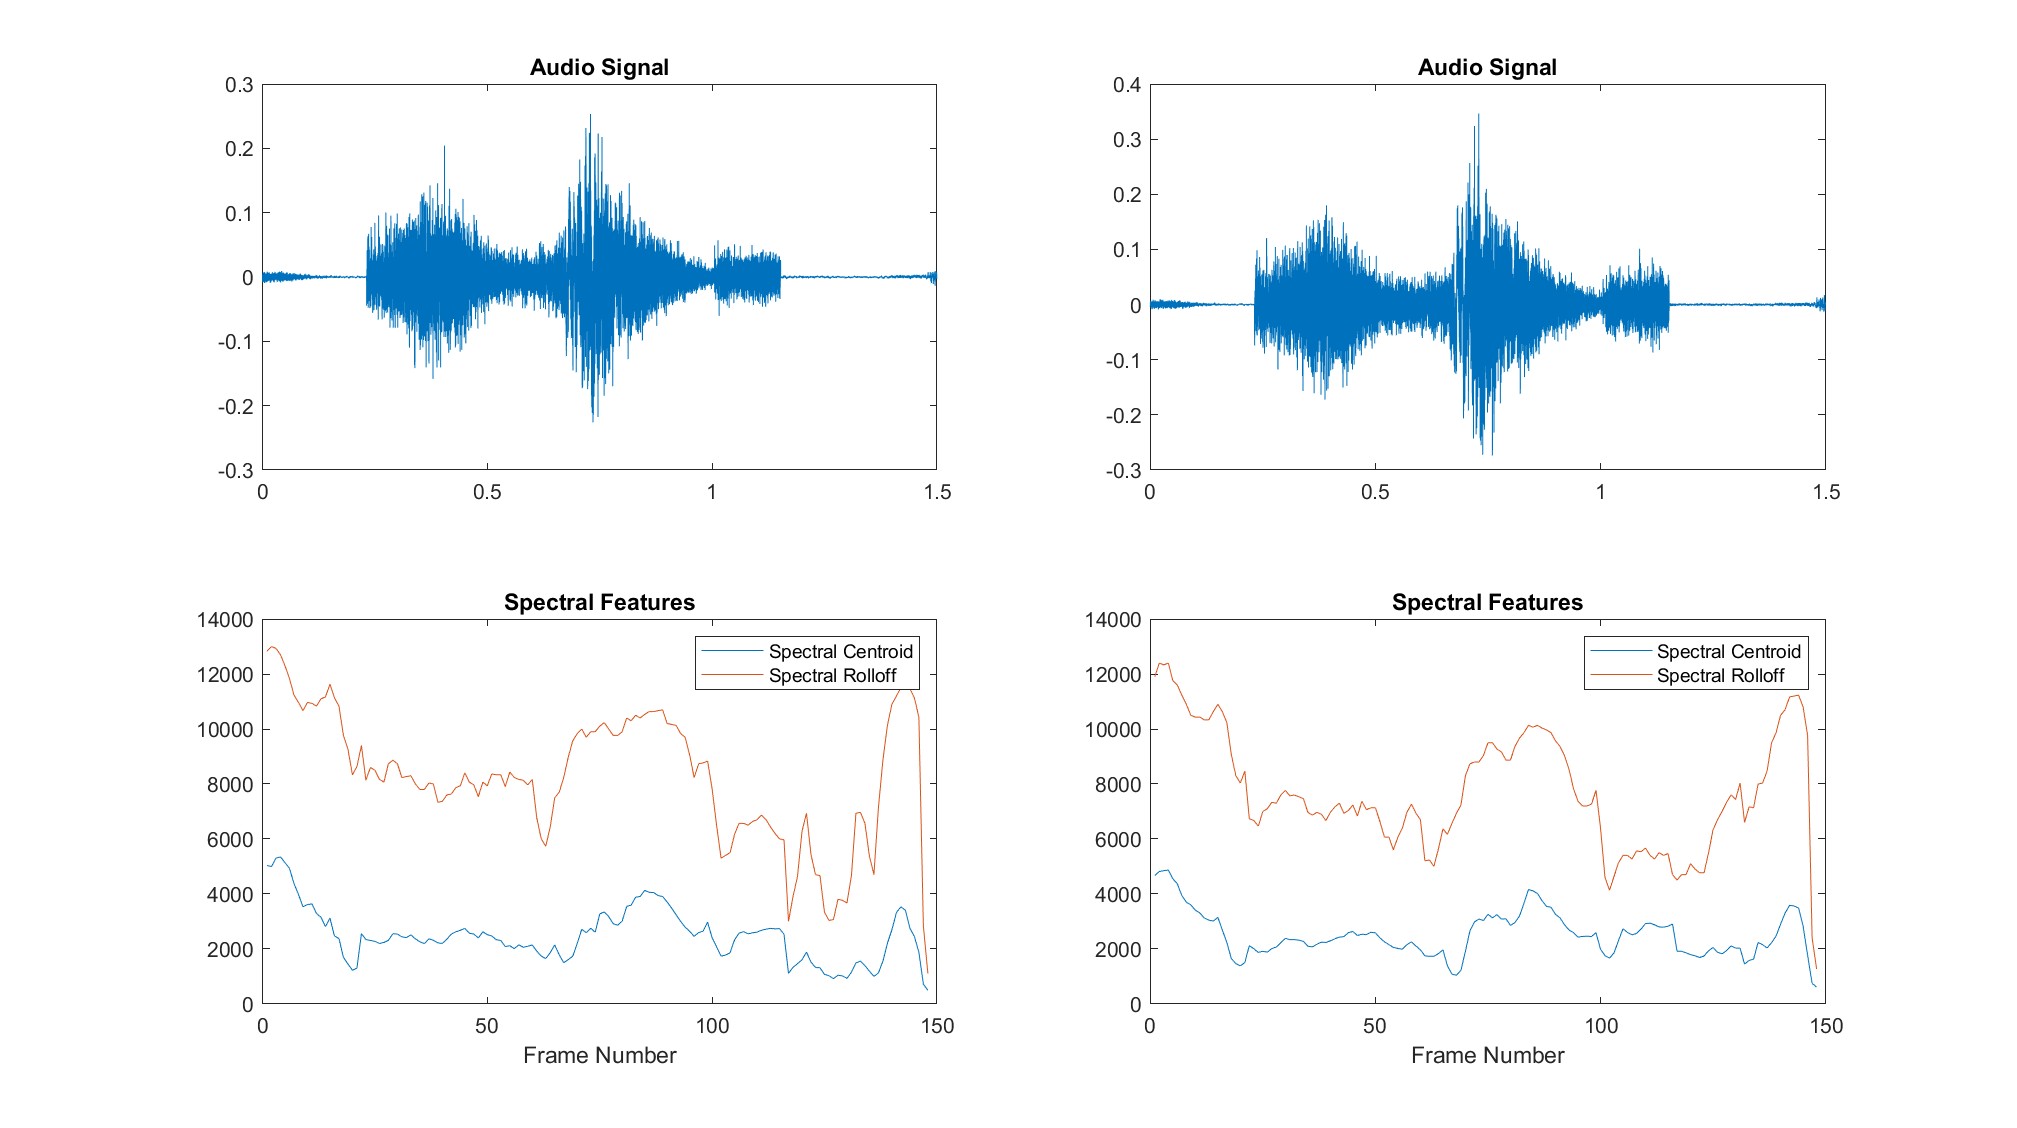 Audio Signal
0.3
0.2
0.1
0
-0.1
-0.2
-0.3
0 0.5 1 1.5
Audio Signal
0.4
0.3
0.2
0.1
0
-0.1
-0.2
-0.3
0 0.5 1 1.5
Spectral Features
14000
12000
10000
8000
6000
4000
2000
0
Spectral Centroid
Spectral Rolloff
0 50 100 150
Frame Number
Spectral Features
14000
12000
10000
8000
6000
4000
2000
0
Spectral Centroid
Spectral Rolloff
0 50 100 150
Frame Number